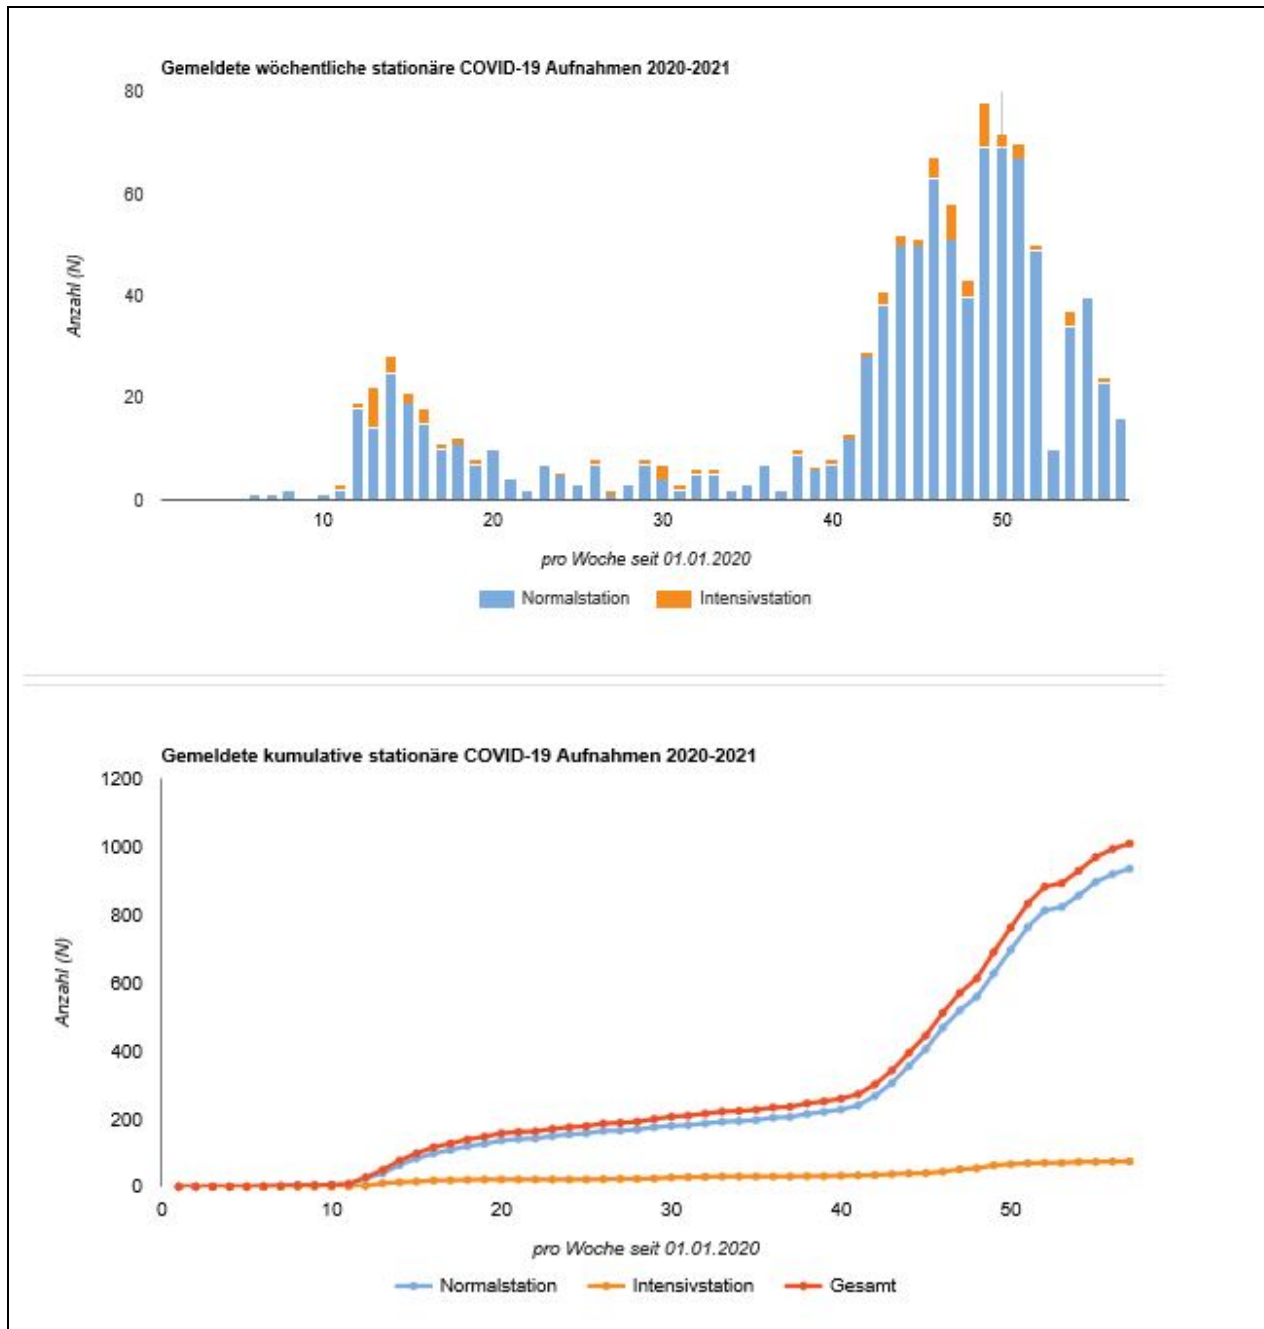 Gemeldete wöchentliche stationäre COVID-19 Aufnahmen 2020-2021
80
60
40
20
0
Anzahl (N)
10 20 30 40 50
pro Woche seit 01.01.2020
Normalstation Intensivstation
Gemeldete kumulative stationäre COVID-19 Aufnahmen 2020-2021
1200
1000
800
600
400
200
0
Anzahl (N)
0 10 20 30 40 50
pro Woche seit 01.01.2020
Normalstation Intensivstation Gesamt